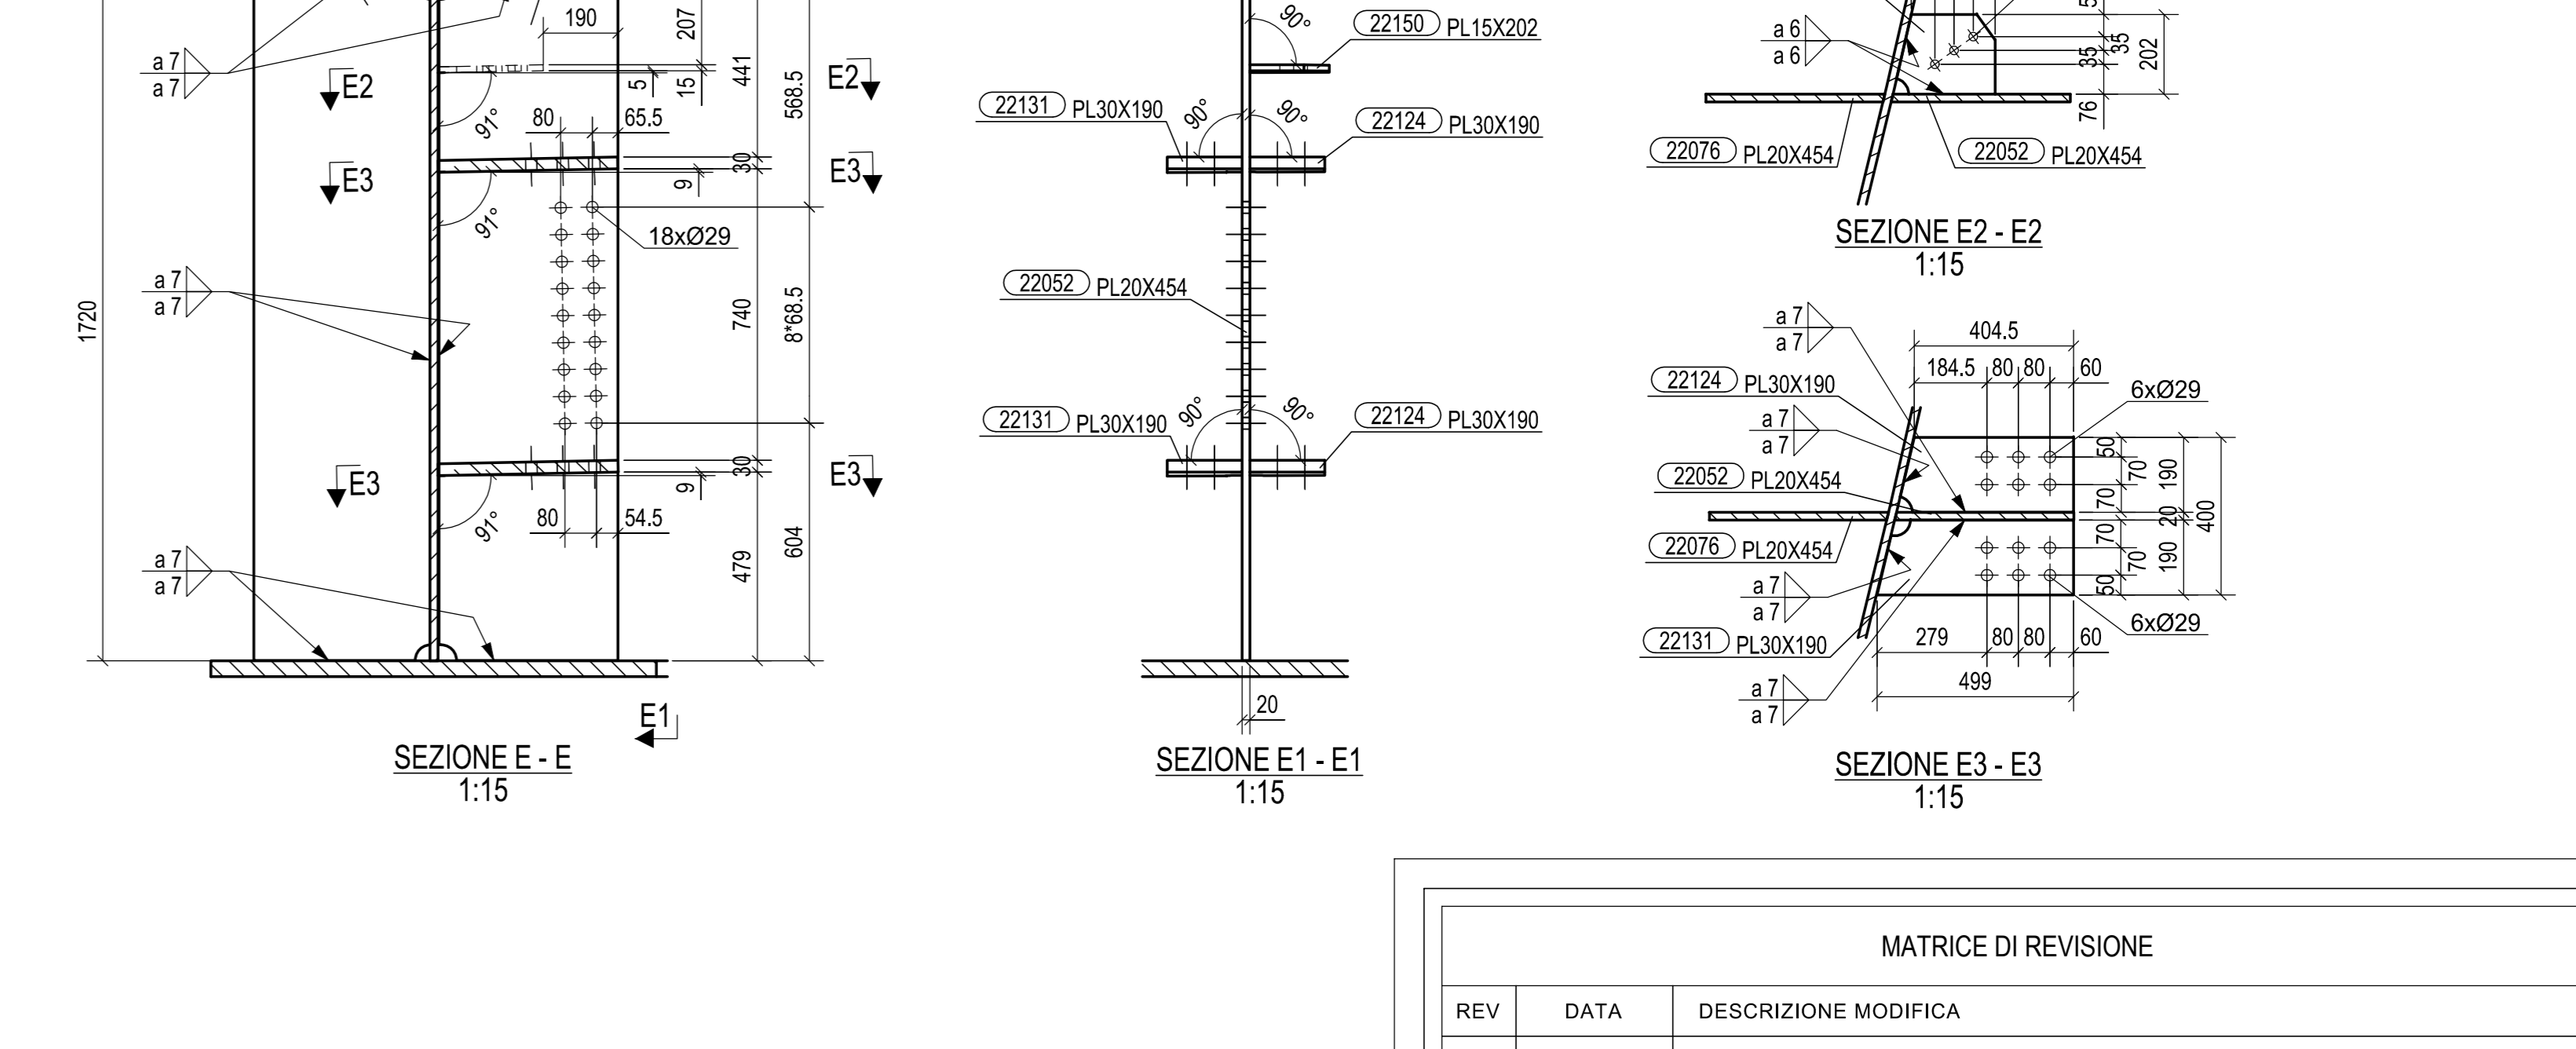 190
207
a 7
a 7
E2
E2
441
568.5
5
15
91°
80
65.5
E3
E3
30
9
91°
18xØ29
a 7
a 7
1720
740
8*68.5
E3
E3
30
9
91°
80
54.5
a 7
a 7
479
604
E1
SEZIONE E - E
1:15
90°
22150 PL15X202
22131 PL30X190
90°
90°
22124 PL30X190
22052 PL20X454
22131 PL30X190
90°
90°
22124 PL30X190
20
SEZIONE E1 - E1
1:15
a 6
a 6
35
35
202
76
22076 PL20X454
22052 PL20X454
SEZIONE E2 - E2
1:15
a 7
a 7
404.5
184.5 80 80 60
22124 PL30X190
6xØ29
a 7
a 7
22052 PL20X454
50
70
70
190
20
400
70
70
50
190
22076 PL20X454
a 7
a 7
22131 PL30X190
6xØ29
279 80 80 60
499
a 7
a 7
SEZIONE E3 - E3
1:15
MATRICE DI REVISIONE
REV DATA DESCRIZIONE MODIFICA